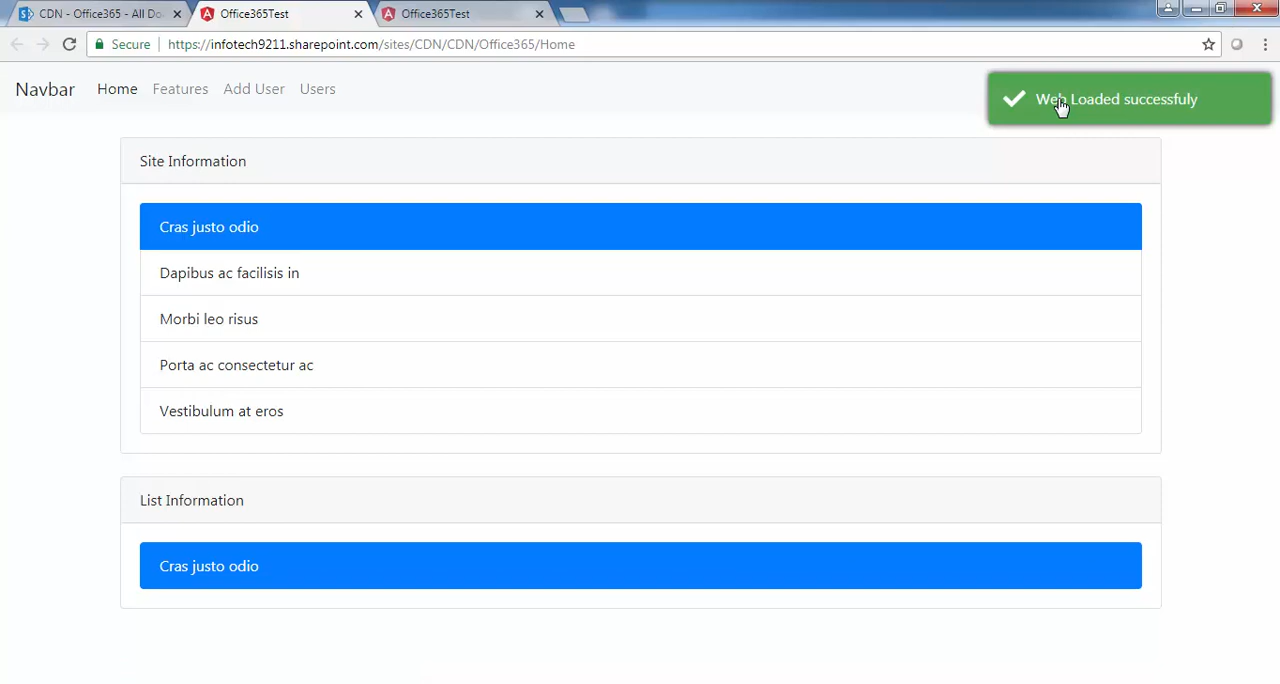 CDN - Office365 - All Do
Office365Test
Office365Test
Secure
https://infotech9211.sharepoint.com/sites/CDN/CDN/Office365/Home
Navbar Home Features Add User Users
Web Loaded successfuly
Site Information
Cras justo odio
Dapibus ac facilisis in
Morbi leo risus
Porta ac consectetur ac
Vestibulum at eros
List Information
Cras justo odio